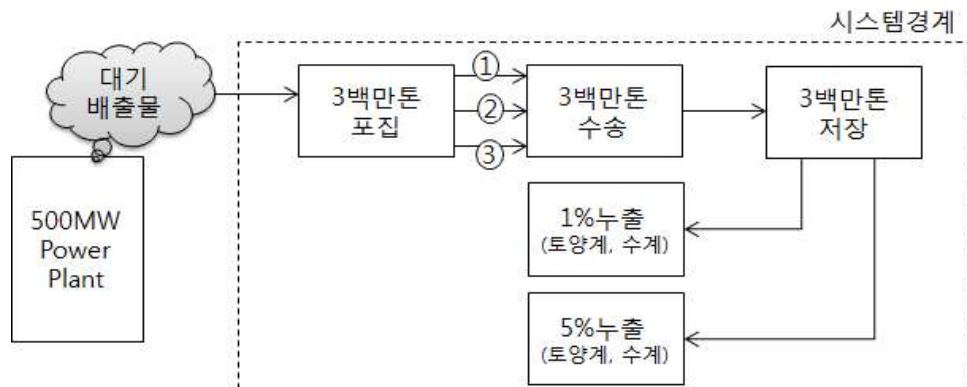 시스템경계
대기
배출물
500MW
Power
Plant
3백만톤
포집
①
②
③
3백만톤
수송
3백만톤
저장
1%누출
(토양계, 수계)
5%누출
(토양계, 수계)